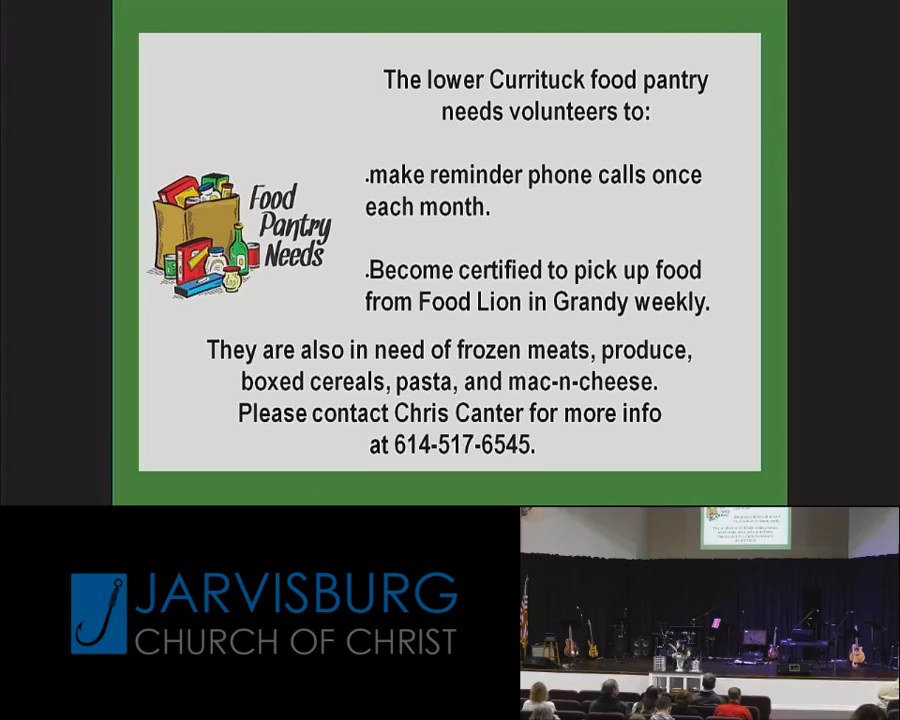 The lower Currituck food pantry
needs volunteers to:
.make reminder phone calls once
each month.
Food
Pantry
Needs
.Become certified to pick up food
from Food Lion in Grandy weekly.
They are also in need of frozen meats, produce,
boxed cereals, pasta, and mac-n-cheese.
Please contact Chris Canter for more info
at 614-517-6545.
JARVISBURG
CHURCH OF CHRIST